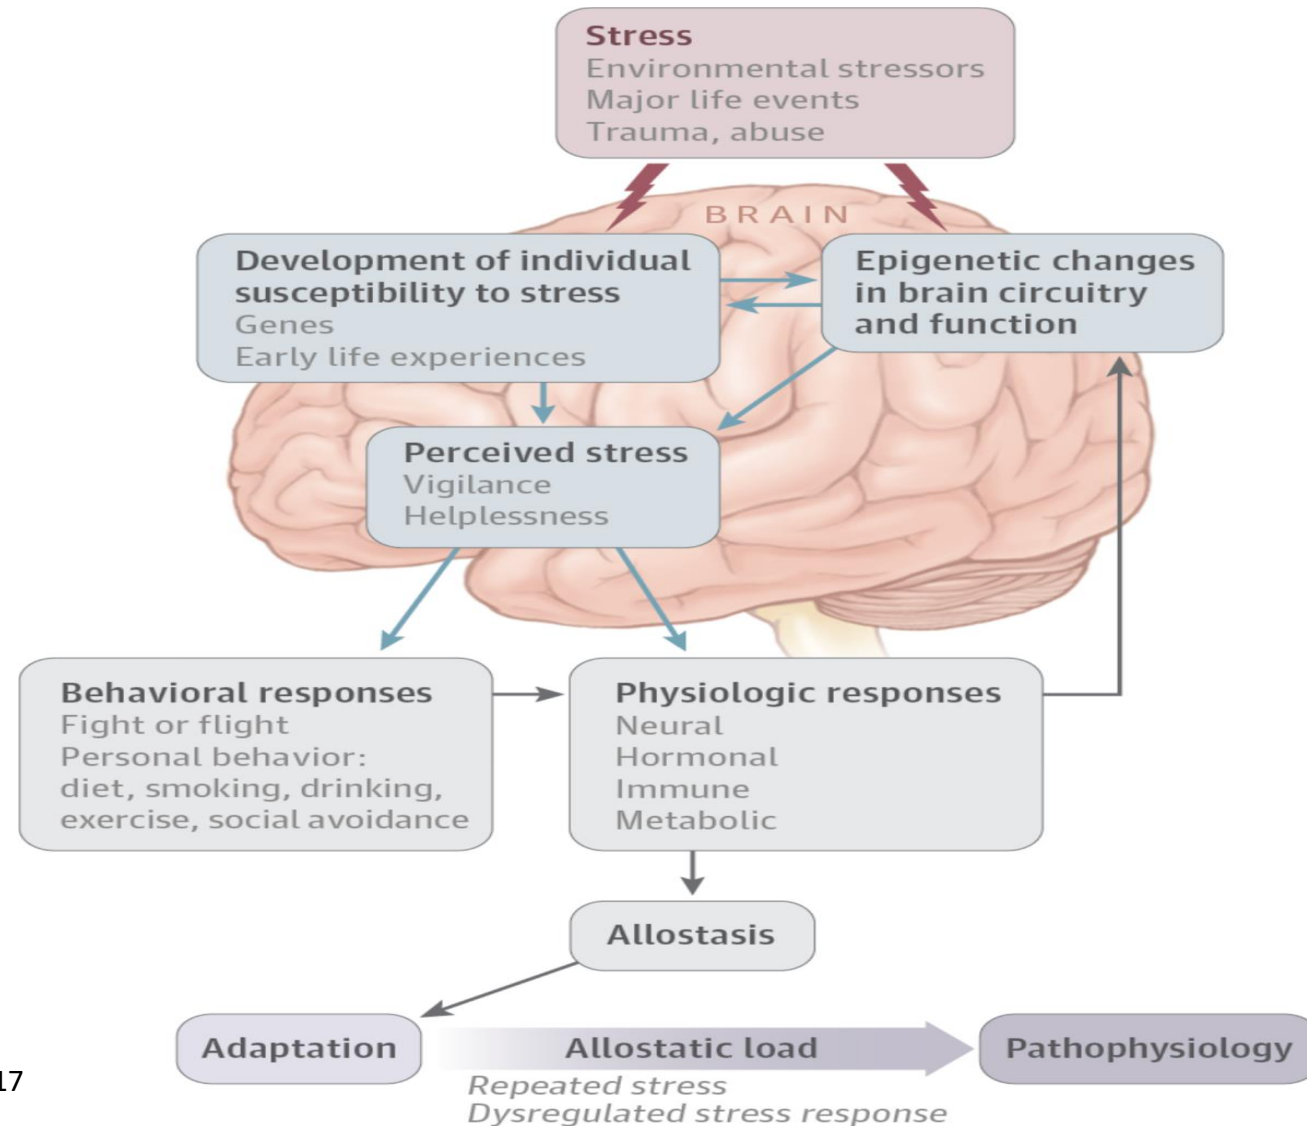 Stress
Environmental stressors
Major life events
Trauma, abuse
BRAIN
Development of individual
susceptibility to stress
Genes
Early life experiences
Epigenetic changes
in brain circuitry
and function
Perceived stress
Vigilance
Helplessness
Behavioral responses
Fight or flight
Personal behavior:
diet, smoking, drinking,
exercise, social avoidance
Physiologic responses
Neural
Hormonal
Immune
Metabolic
Allostasis
Adaptation
Allostatic load
Pathophysiology
Repeated stress
Dysregulated stress response
17